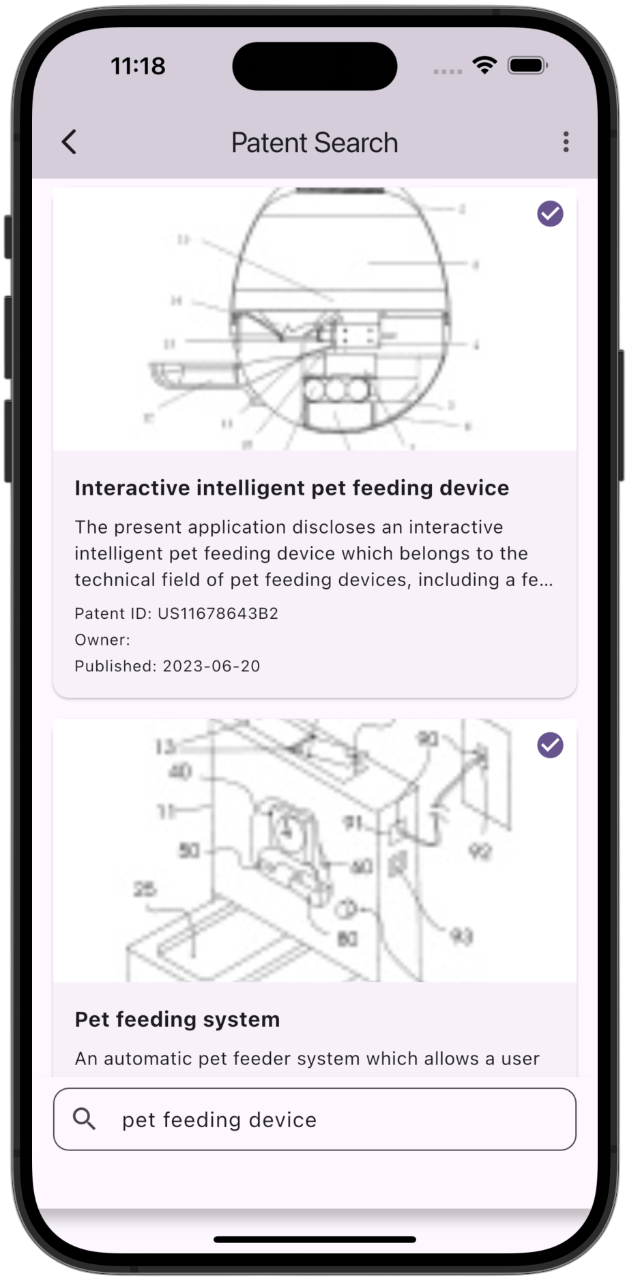 11:18
Patent Search
Interactive intelligent pet feeding device
The present application discloses an interactive
intelligent pet feeding device which belongs to the
technical field of pet feeding devices, including a fe...
Patent ID: US11678643B2
Owner:
Published: 2023-06-20
13
40
11
50
25
90
91
92
60
93
80
Pet feeding system
An automatic pet feeder system which allows a user
pet feeding device